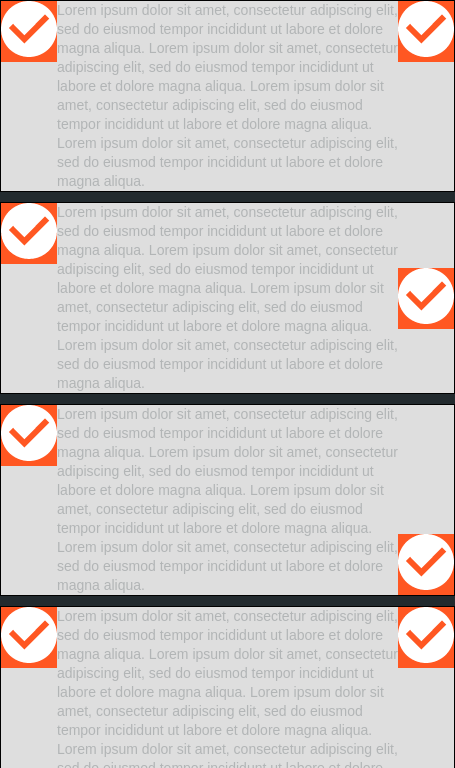 Lorem ipsum dolor sit amet, consectetur adipiscing elit,
sed do eiusmod tempor incididunt ut labore et dolore
magna aliqua. Lorem ipsum dolor sit amet, consectetur
adipiscing elit, sed do eiusmod tempor incididunt ut
labore et dolore magna aliqua. Lorem ipsum dolor sit
amet, consectetur adipiscing elit, sed do eiusmod
tempor incididunt ut labore et dolore magna aliqua.
Lorem ipsum dolor sit amet, consectetur adipiscing elit,
sed do eiusmod tempor incididunt ut labore et dolore
magna aliqua.
Lorem ipsum dolor sit amet, consectetur adipiscing elit,
sed do eiusmod tempor incididunt ut labore et dolore
magna aliqua. Lorem ipsum dolor sit amet, consectetur
adipiscing elit, sed do eiusmod tempor incididunt ut
labore et dolore magna aliqua. Lorem ipsum dolor sit
amet, consectetur adipiscing elit, sed do eiusmod
tempor incididunt ut labore et dolore magna aliqua.
Lorem ipsum dolor sit amet, consectetur adipiscing elit,
sed do eiusmod tempor incididunt ut labore et dolore
magna aliqua.
Lorem ipsum dolor sit amet, consectetur adipiscing elit,
sed do eiusmod tempor incididunt ut labore et dolore
magna aliqua. Lorem ipsum dolor sit amet, consectetur
adipiscing elit, sed do eiusmod tempor incididunt ut
labore et dolore magna aliqua. Lorem ipsum dolor sit
amet, consectetur adipiscing elit, sed do eiusmod
tempor incididunt ut labore et dolore magna aliqua.
Lorem ipsum dolor sit amet, consectetur adipiscing elit,
sed do eiusmod tempor incididunt ut labore et dolore
magna aliqua.
Lorem ipsum dolor sit amet, consectetur adipiscing elit,
sed do eiusmod tempor incididunt ut labore et dolore
magna aliqua. Lorem ipsum dolor sit amet, consectetur
adipiscing elit, sed do eiusmod tempor incididunt ut
labore et dolore magna aliqua. Lorem ipsum dolor sit
amet, consectetur adipiscing elit, sed do eiusmod
tempor incididunt ut labore et dolore magna aliqua.
Lorem ipsum dolor sit amet, consectetur adipiscing elit,
sed do eiusmod tempor incididunt ut labore et dolore